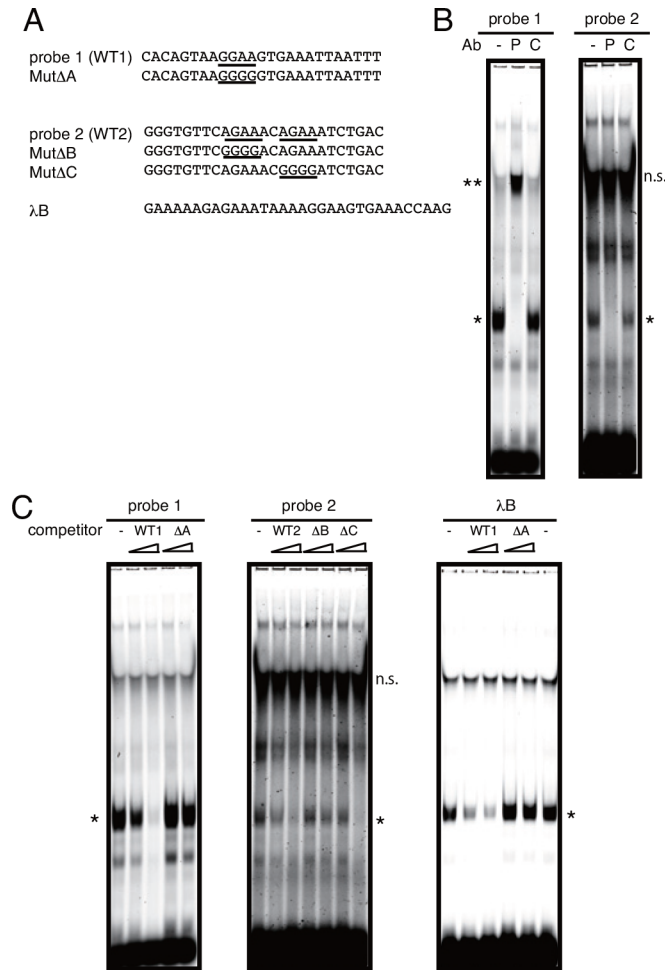 A
probe 1 (WT1) CACAGTAAGGAAGTGAAATTAATTT
MutΔA CACAGTAAGGGGGTGAAATTAATTT
probe 2 (WT2) GGGTGTTCAGAAACAGAAATCTGAC
MutΔB GGGTGTTCGGGGACAGAAATCTGAC
MutΔC GGGTGTTCAGAAACGGGGATCTGAC
λB GAAAAAGAGAAATAAAAGGAAGTGAAACCAAG
B
probe 1 probe 2
Ab - P C - P C
** n.s.
* *
C
probe 1 probe 2 λB
competitor - WT1 ΔA - WT2 ΔB ΔC - WT1 ΔA -
n.s.
* * *